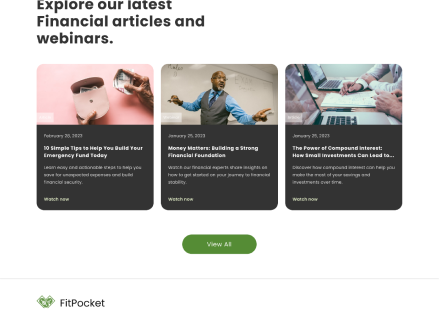 Explore our latest
Financial articles and
webinars.
February 28, 2023
10 Simple Tips to Help You Build Your
Emergency Fund Today
Learn easy and actionable steps to help you
save for unexpected expenses and build
financial security.
Watch now
January 25, 2023
Money Matters: Building a Strong
Financial Foundation
Watch our financial experts share insights on
how to get started on your journey to financial
stability.
Watch now
January 25, 2023
The Power of Compound Interest:
How Small Investments Can Lead to...
Discover how compound interest can help you
make the most of your savings and
investments over time.
Watch now
View All
FitPocket